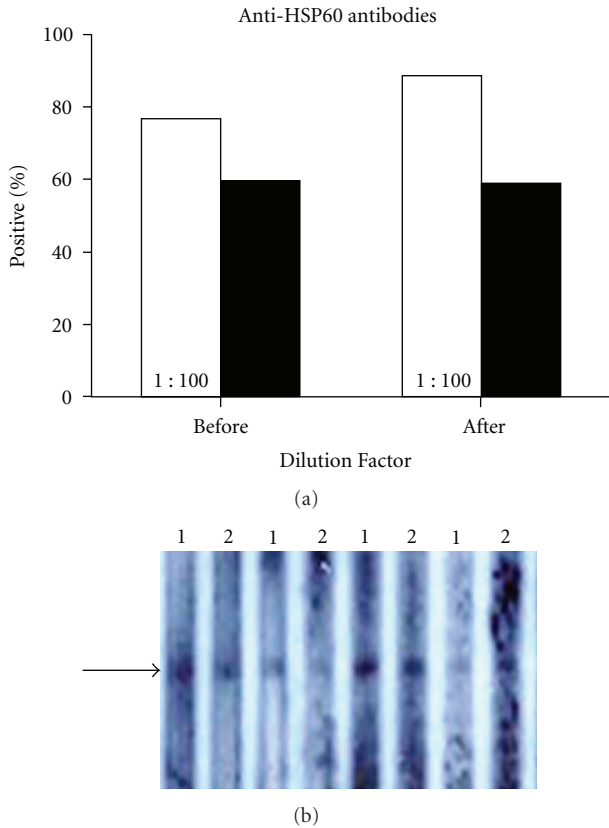 Anti-HSP60 antibodies
100
80
60
40
20
0
Positive (%)
1 : 100
1 : 100
Before
After
Dilution Factor
(a)
1 2 1 2 1 2 1 2
(b)